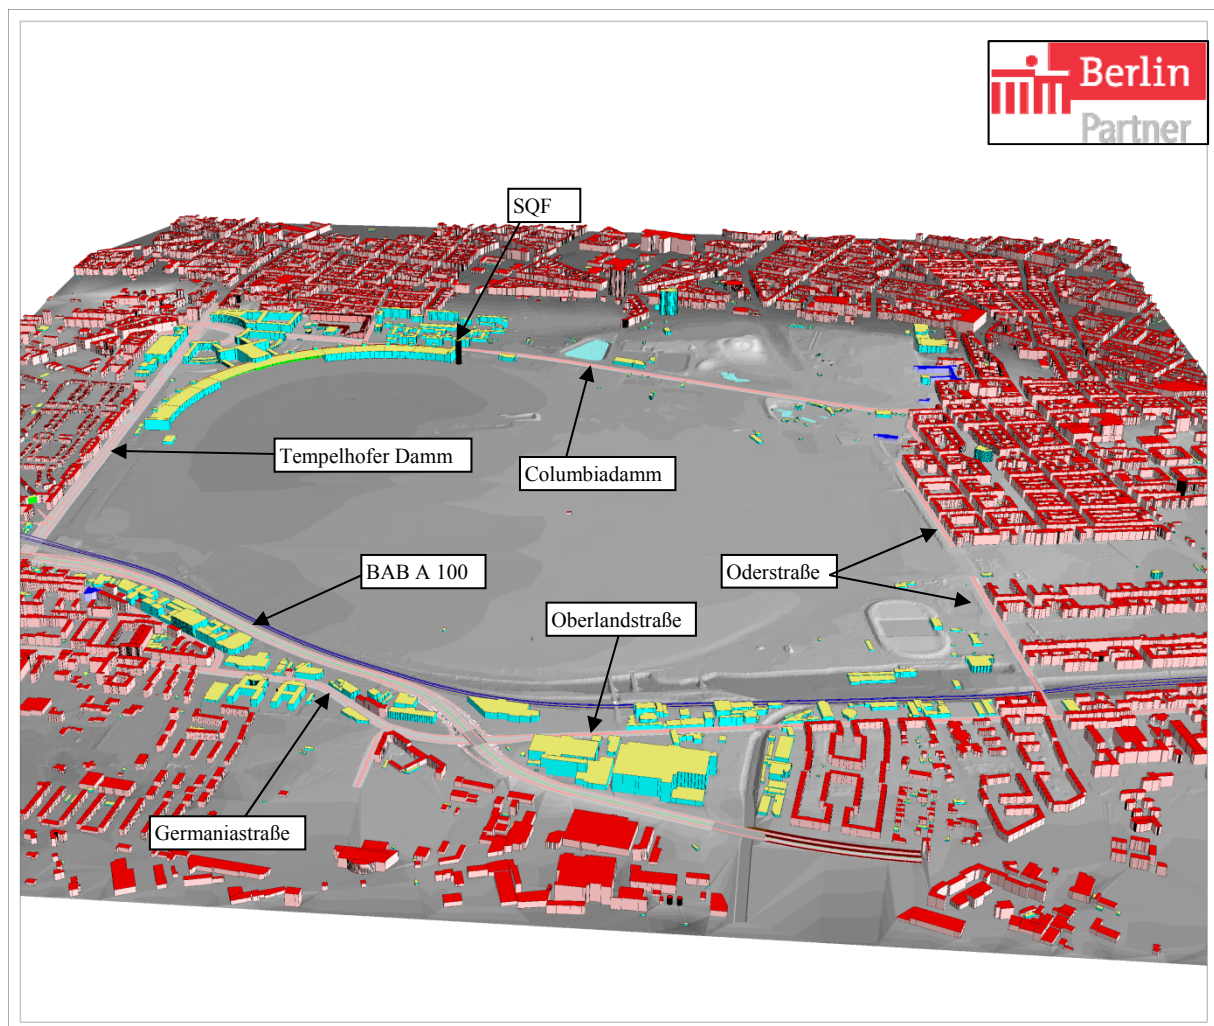 Berlin
Partner
SQF
Tempelhofer Damm
Columbiadamm
BAB A 100
Oderstraße
Oberlandstraße
Germaniastraße